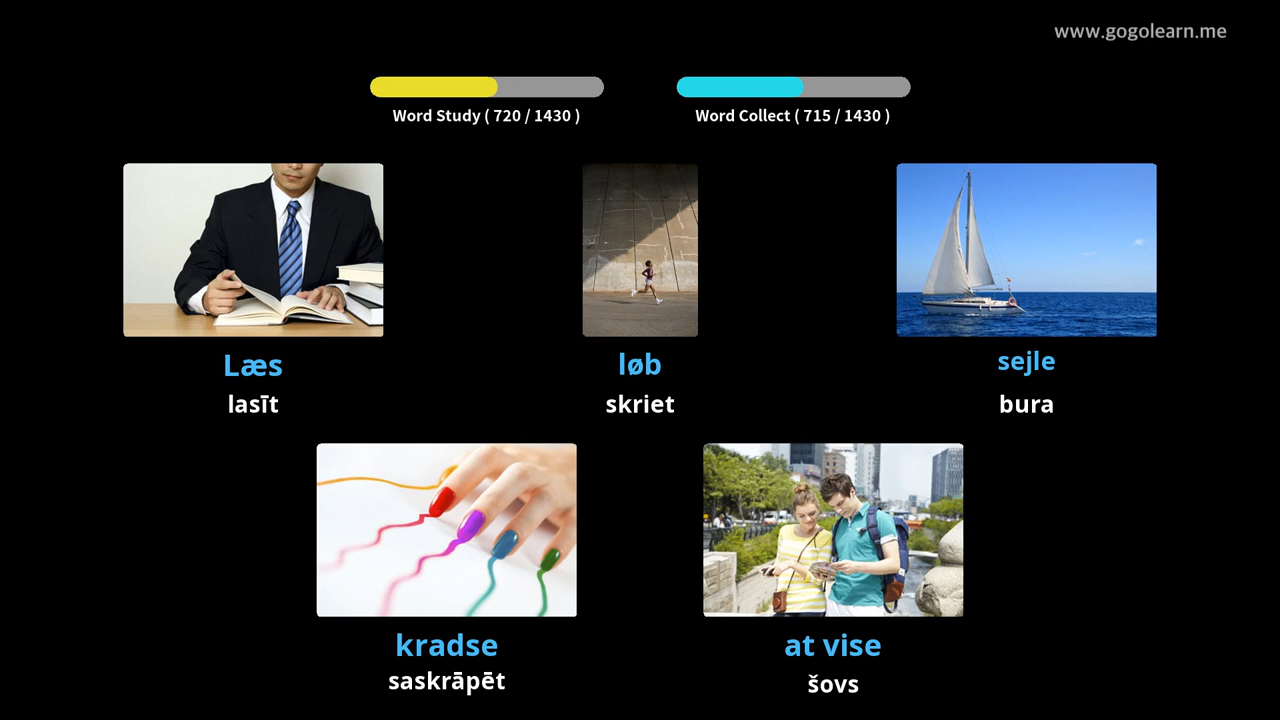 www.gogolearn.me
Word Study ( 720 / 1430 )
Word Collect ( 715 / 1430 )
Læs
løb
sejle
lasīt
skriet
bura
kradse
at vise
saskrāpēt
šovs